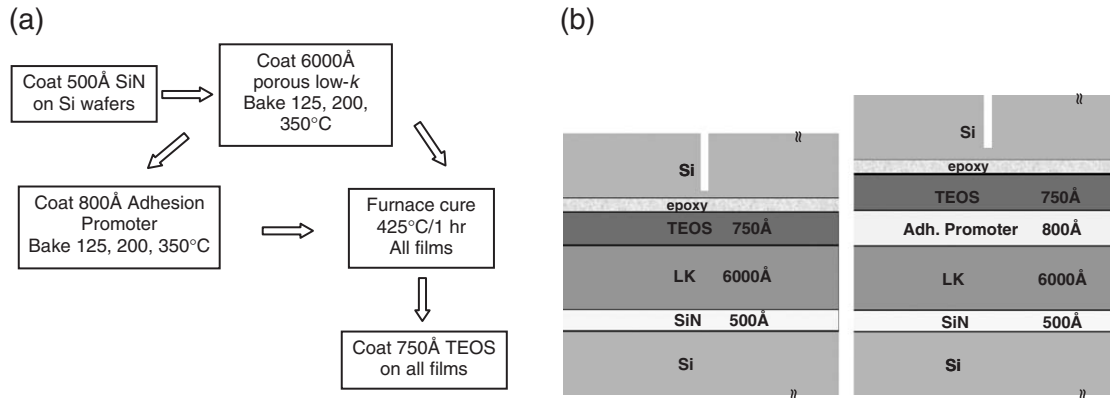 (a)
Coat 500Å SiN
on Si wafers
Coat 6000Å
porous low-k
Bake 125, 200,
350°C
Coat 800Å Adhesion
Promoter
Bake 125, 200, 350°C
Furnace cure
425°C/1 hr
All films
Coat 750Å TEOS
on all films
(b)
Si
epoxy
TEOS 750Å
LK 6000Å
SiN 500Å
Si
Si
epoxy
TEOS 750Å
Adh. Promoter 800Å
LK 6000Å
SiN 500Å
Si